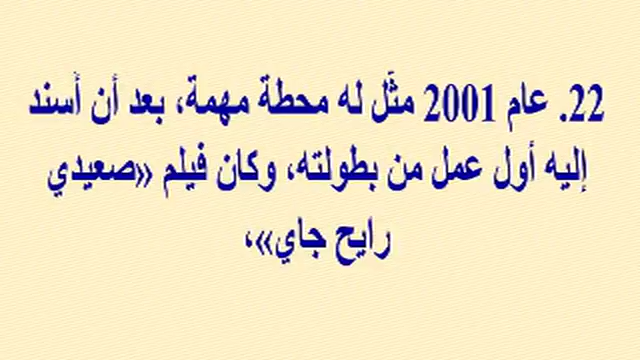 22. عام 2001 مثّل له محطة مهمة، بعد أن أسند
إليه أول عمل من بطولته، وكان فيلم «صعيدي
رايح جاي»،